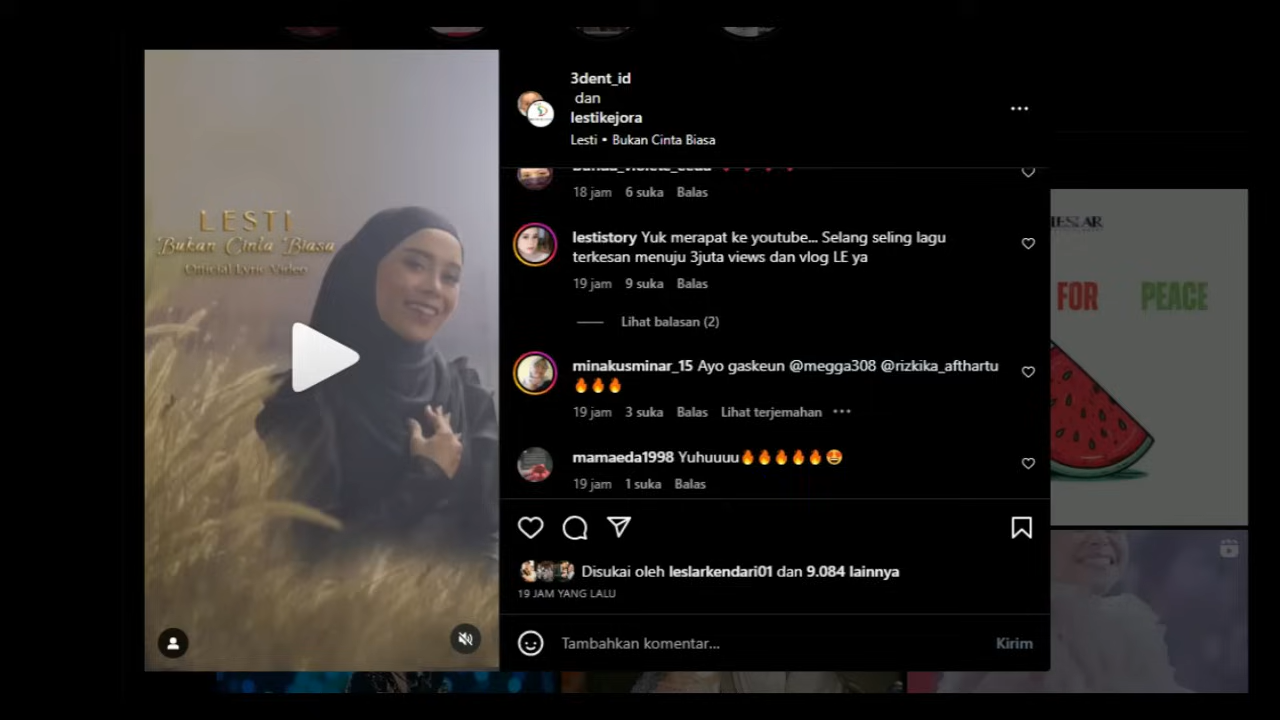 LESTI
Bukan Cinta Biasa
Official Lyric Video
3dent_id
dan
lestikejora
Lesti • Bukan Cinta Biasa
18 jam 6 suka Balas
lestistory Yuk merapat ke youtube... Selang seling lagu
terkesan menuju 3juta views dan vlog LE ya
19 jam 9 suka Balas
Lihat balasan (2)
minakusminar_15 Ayo gaskeun @megga308 @rizkika_afthartu
🔥🔥🔥
19 jam 3 suka Balas Lihat terjemahan •••
mamaeda1998 Yuhuuuu🔥🔥🔥🔥🔥🤩
19 jam 1 suka Balas
Disukai oleh leslarkendari01 dan 9.084 lainnya
19 JAM YANG LALU
Tambahkan komentar... Kirim
LESLAR
FOR PEACE